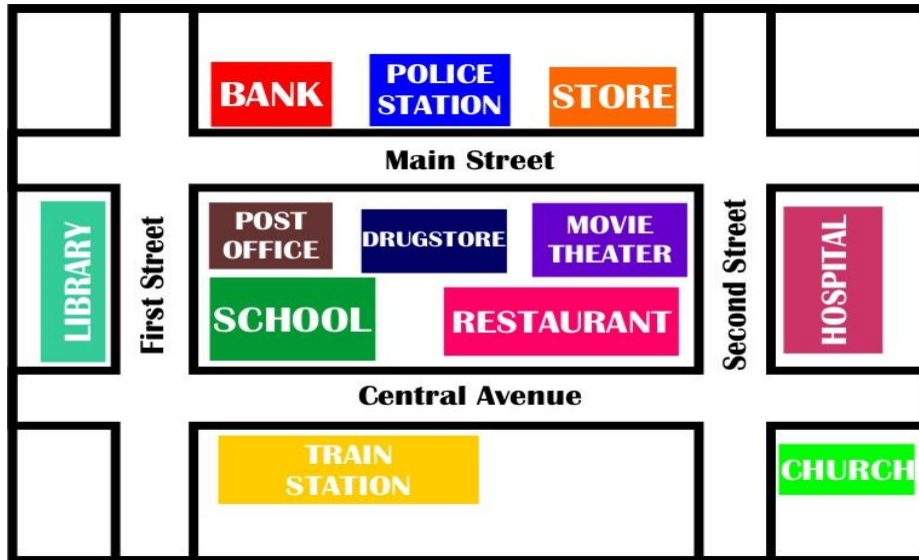 BANK
POLICE
STATION
STORE
Main Street
LIBRARY
First Street
POST
OFFICE
DRUGSTORE
MOVIE
THEATER
SCHOOL
RESTAURANT
Second Street
HOSPITAL
Central Avenue
TRAIN
STATION
CHURCH